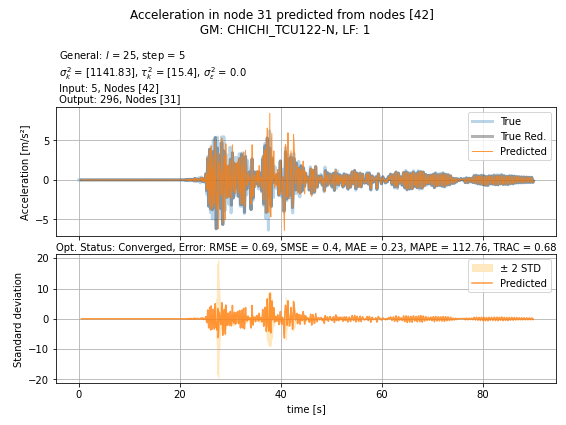 Acceleration in node 31 predicted from nodes [42]
GM: CHICHI_TCU122-N, LF: 1
General: l = 25, step = 5
σ²ₖ = [1141.83], τ²ₖ = [15.4], σ²ε = 0.0
Input: 5, Nodes [42]
Output: 296, Nodes [31]
Acceleration [m/s²]
5
0
−5
True
True Red.
Predicted
Opt. Status: Converged, Error: RMSE = 0.69, SMSE = 0.4, MAE = 0.23, MAPE = 112.76, TRAC = 0.68
Standard deviation
20
10
0
−10
−20
± 2 STD
Predicted
0 20 40 60 80
time [s]